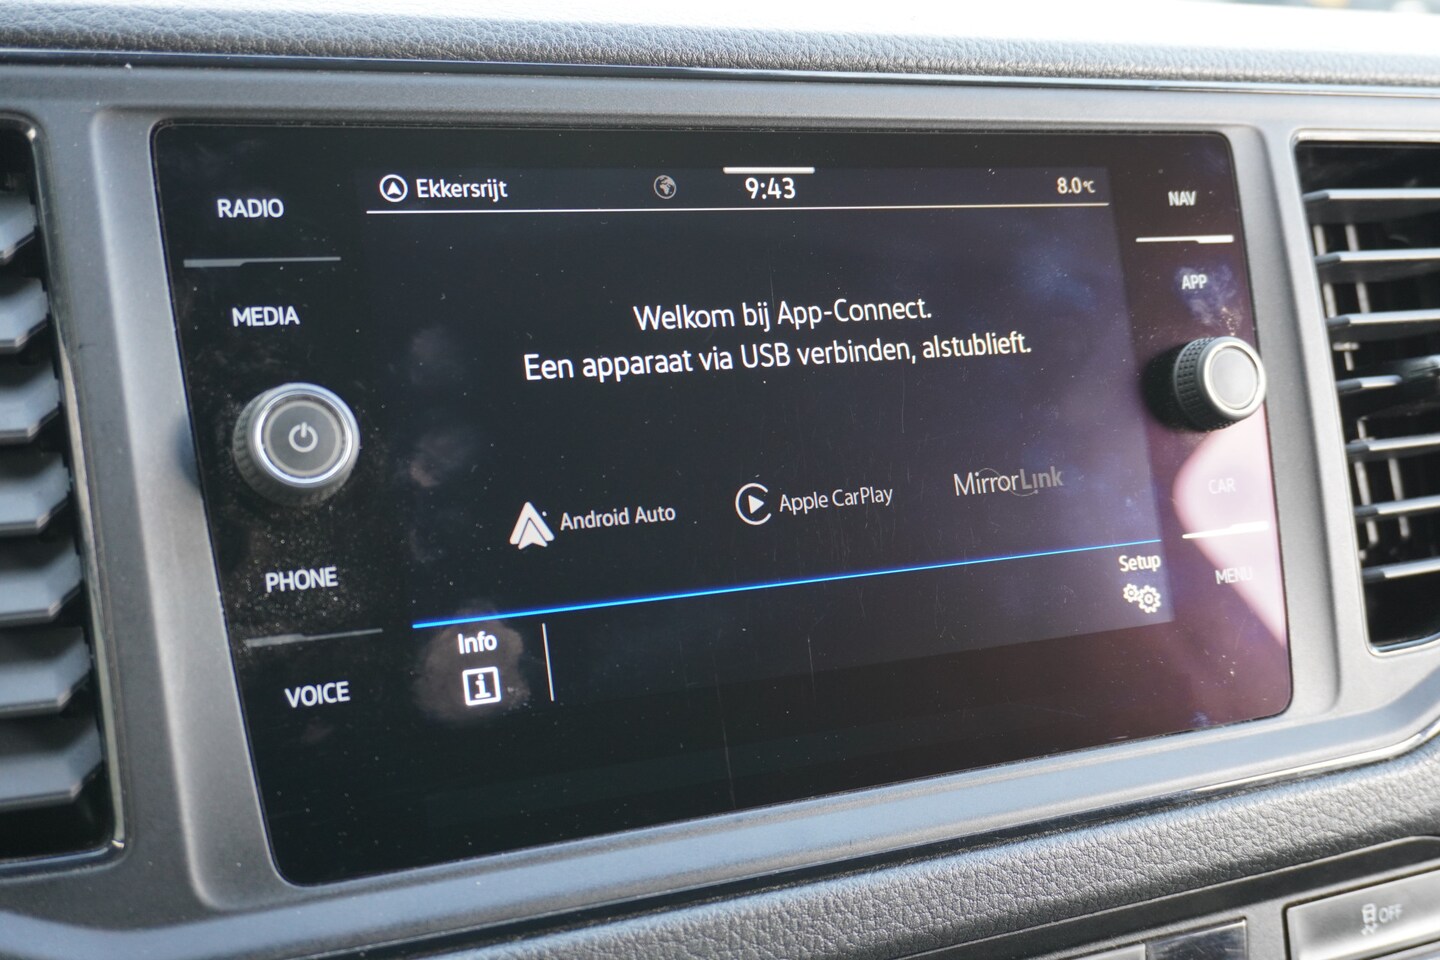 Ekkersrijt 9:43 8.0°C
RADIO
MEDIA
PHONE
VOICE
NAV
APP
CAR
MENU
Welkom bij App-Connect.
Een apparaat via USB verbinden, alstublieft.
Android Auto Apple CarPlay MirrorLink
Setup
Info
i
OFF